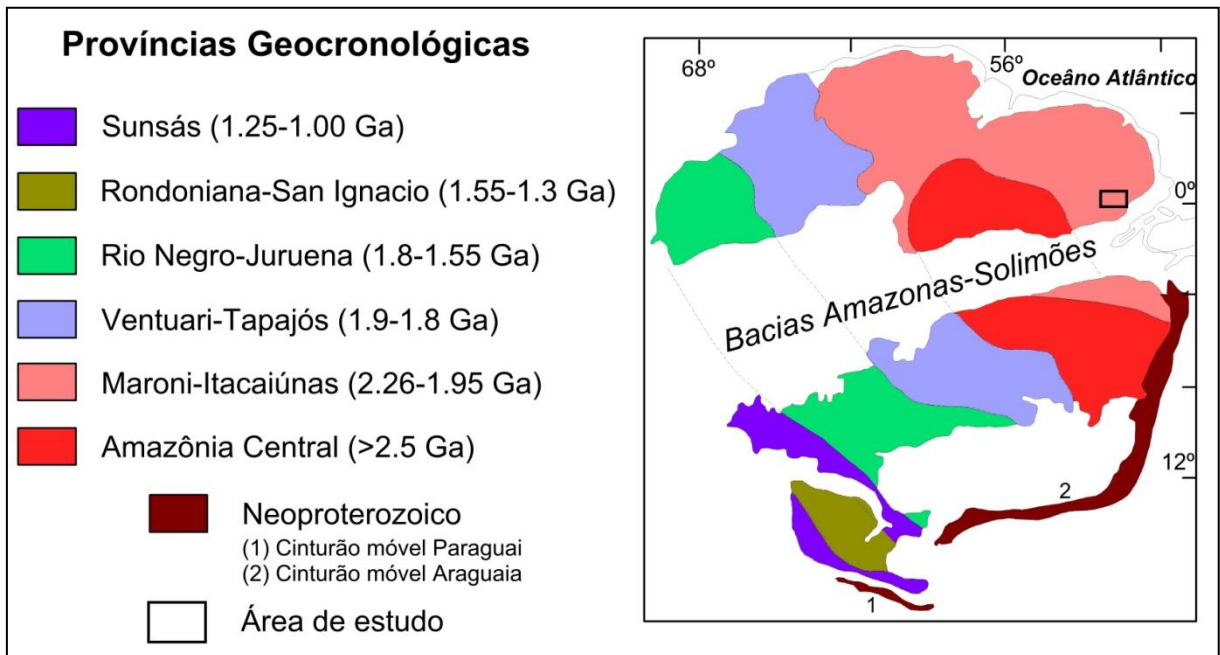 Províncias Geocronológicas
Sunsás (1.25-1.00 Ga)
Rondoniana-San Ignacio (1.55-1.3 Ga)
Rio Negro-Juruena (1.8-1.55 Ga)
Ventuari-Tapajós (1.9-1.8 Ga)
Maroni-Itacaiúnas (2.26-1.95 Ga)
Amazônia Central (>2.5 Ga)
Neoproterozoico
(1) Cinturão móvel Paraguai
(2) Cinturão móvel Araguaia
Área de estudo
68º
56º
Oceâno Atlântico
0º
Bacias Amazonas-Solimões
12º
2
1